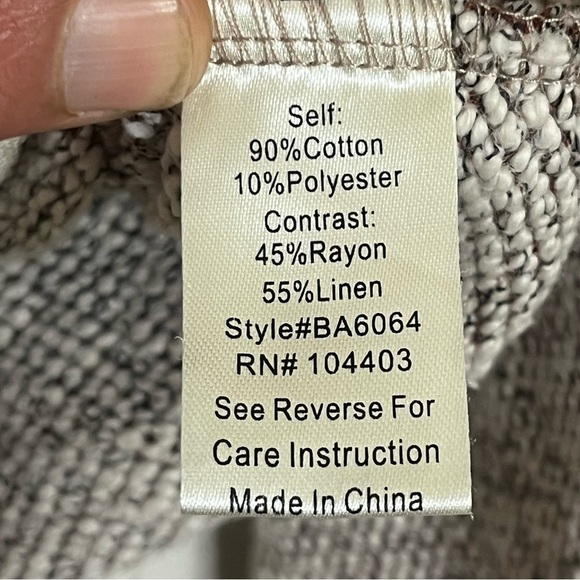 Self:
90%Cotton
10%Polyester
Contrast:
45%Rayon
55%Linen
Style#BA6064
RN# 104403
See Reverse For
Care Instruction
Made In China